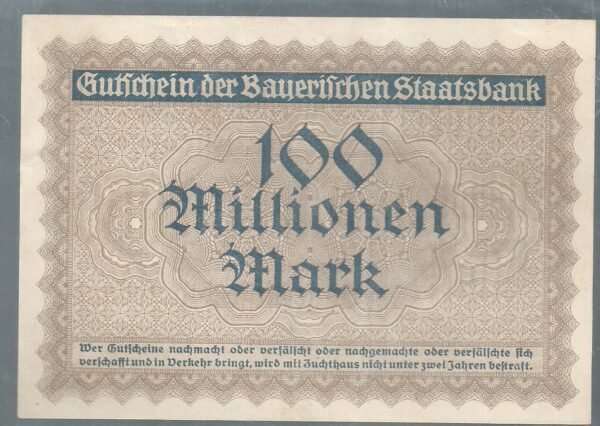 Gutſchein der Bayeriſchen Staatsbank
100
Millionen
Mark
Wer Gutſcheine nachmacht oder verfälſcht oder nachgemachte oder verfälſchte ſich
verſchafft und in Verkehr bringt, wird mit Zuchthaus nicht unter zwei Jahren beſtraft.